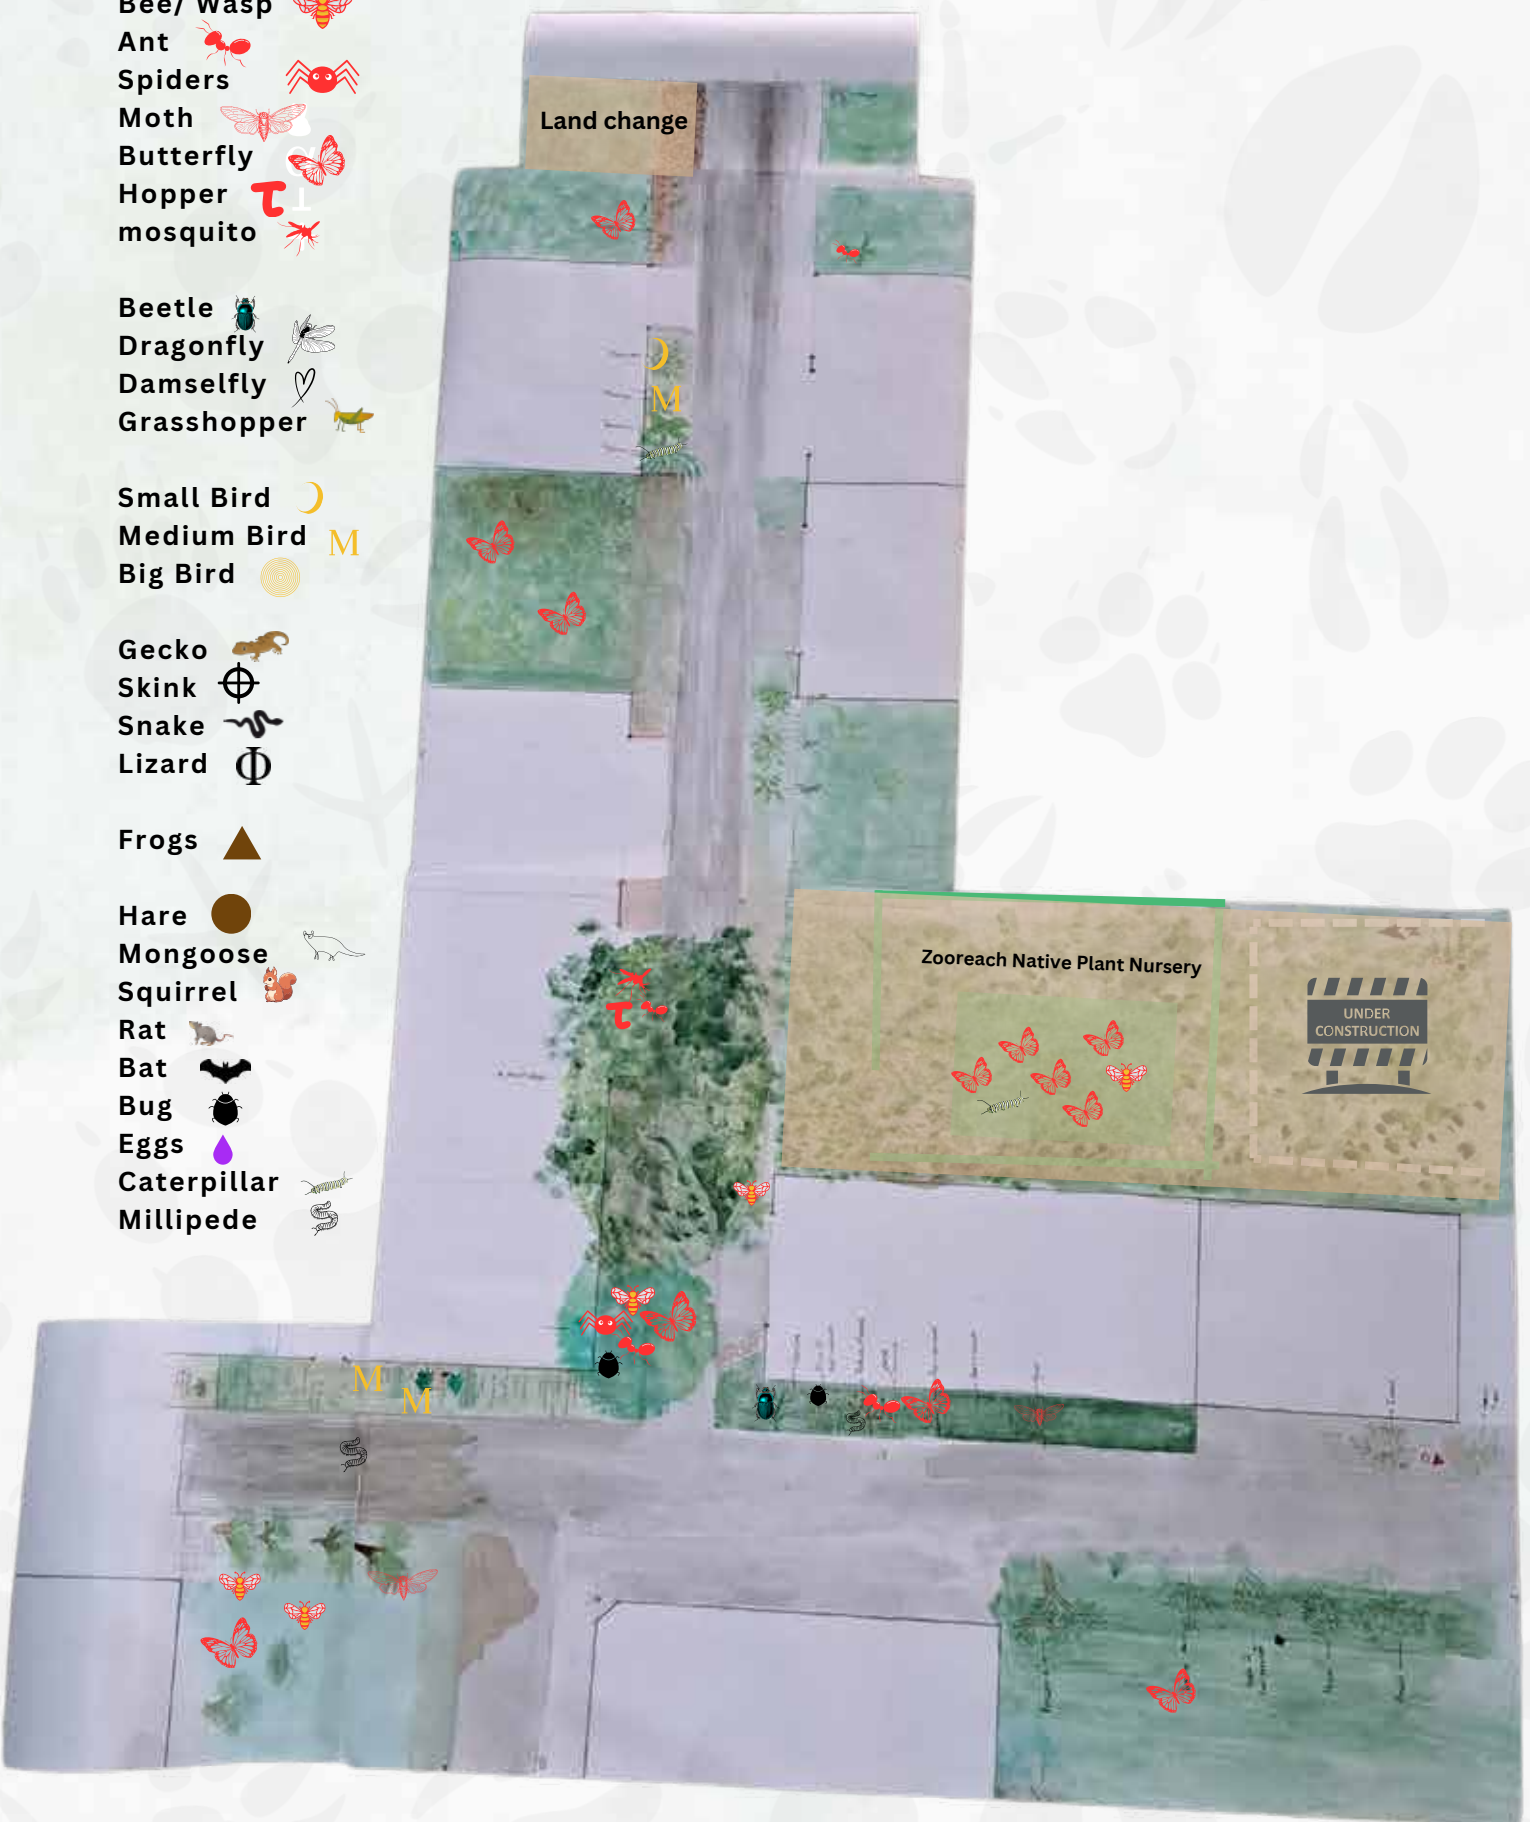 Bee/ Wasp
Ant
Spiders
Moth
Butterfly
Hopper
mosquito
Beetle
Dragonfly
Damselfly
Grasshopper
Small Bird
Medium Bird
M
Big Bird
Gecko
Skink
Snake
Lizard
Φ
Frogs
Hare
Mongoose
Squirrel
Rat
Bat
Bug
Eggs
Caterpillar
Millipede
Land change
M
Zooreach Native Plant Nursery
UNDER
CONSTRUCTION
M
M